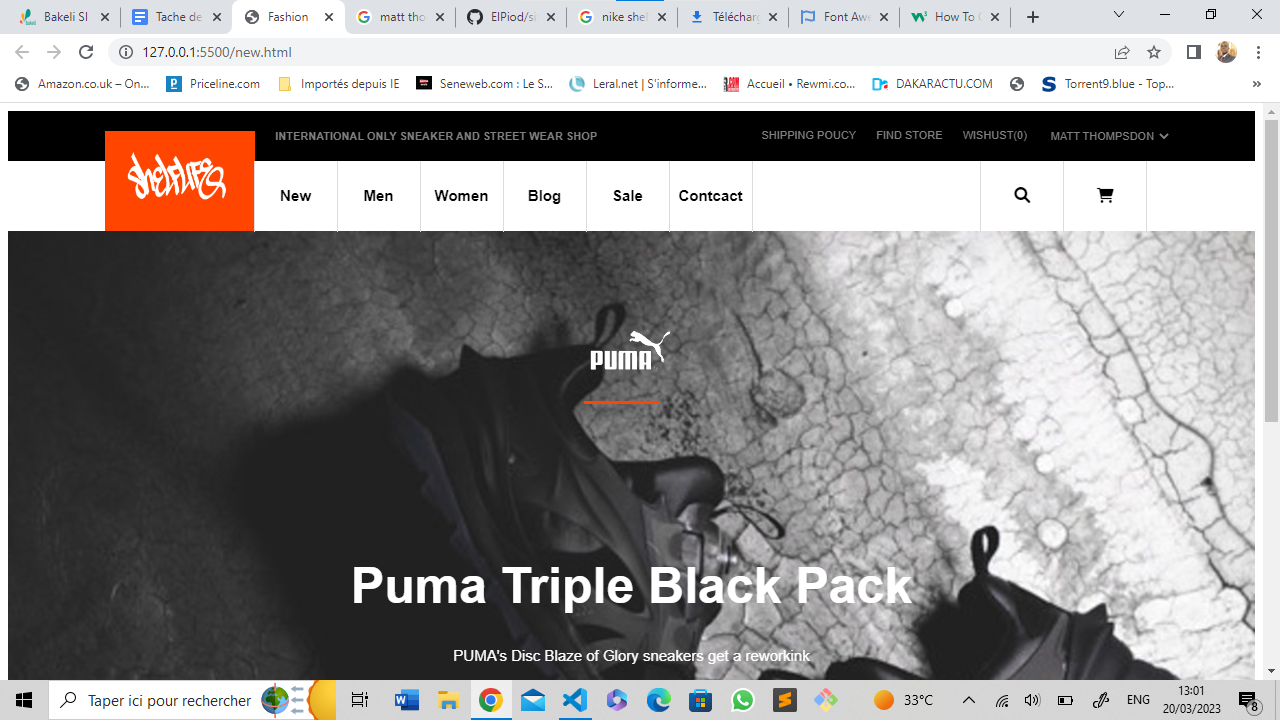 Bakeli SI
Tache de
Fashion
matt tho
ElPiod/si
nike shel
Télécharg
Font Awe
How To C
127.0.0.1:5500/new.html
Amazon.co.uk – On...
Priceline.com
Importés depuis IE
Seneweb.com : Le S...
Leral.net | S'informe...
Accueil • Rewmi.co...
DAKARACTU.COM
Torrent9.blue - Top...
»
INTERNATIONAL ONLY SNEAKER AND STREET WEAR SHOP
SHIPPING POUCY
FIND STORE
WISHUST(0)
MATT THOMPSDON
Shelflife
New
Men
Women
Blog
Sale
Contcact
PUMA
Puma Triple Black Pack
PUMA's Disc Blaze of Glory sneakers get a reworkink
Taper ici pour rechercher
33°C
ENG
13:01
20/03/2023
8